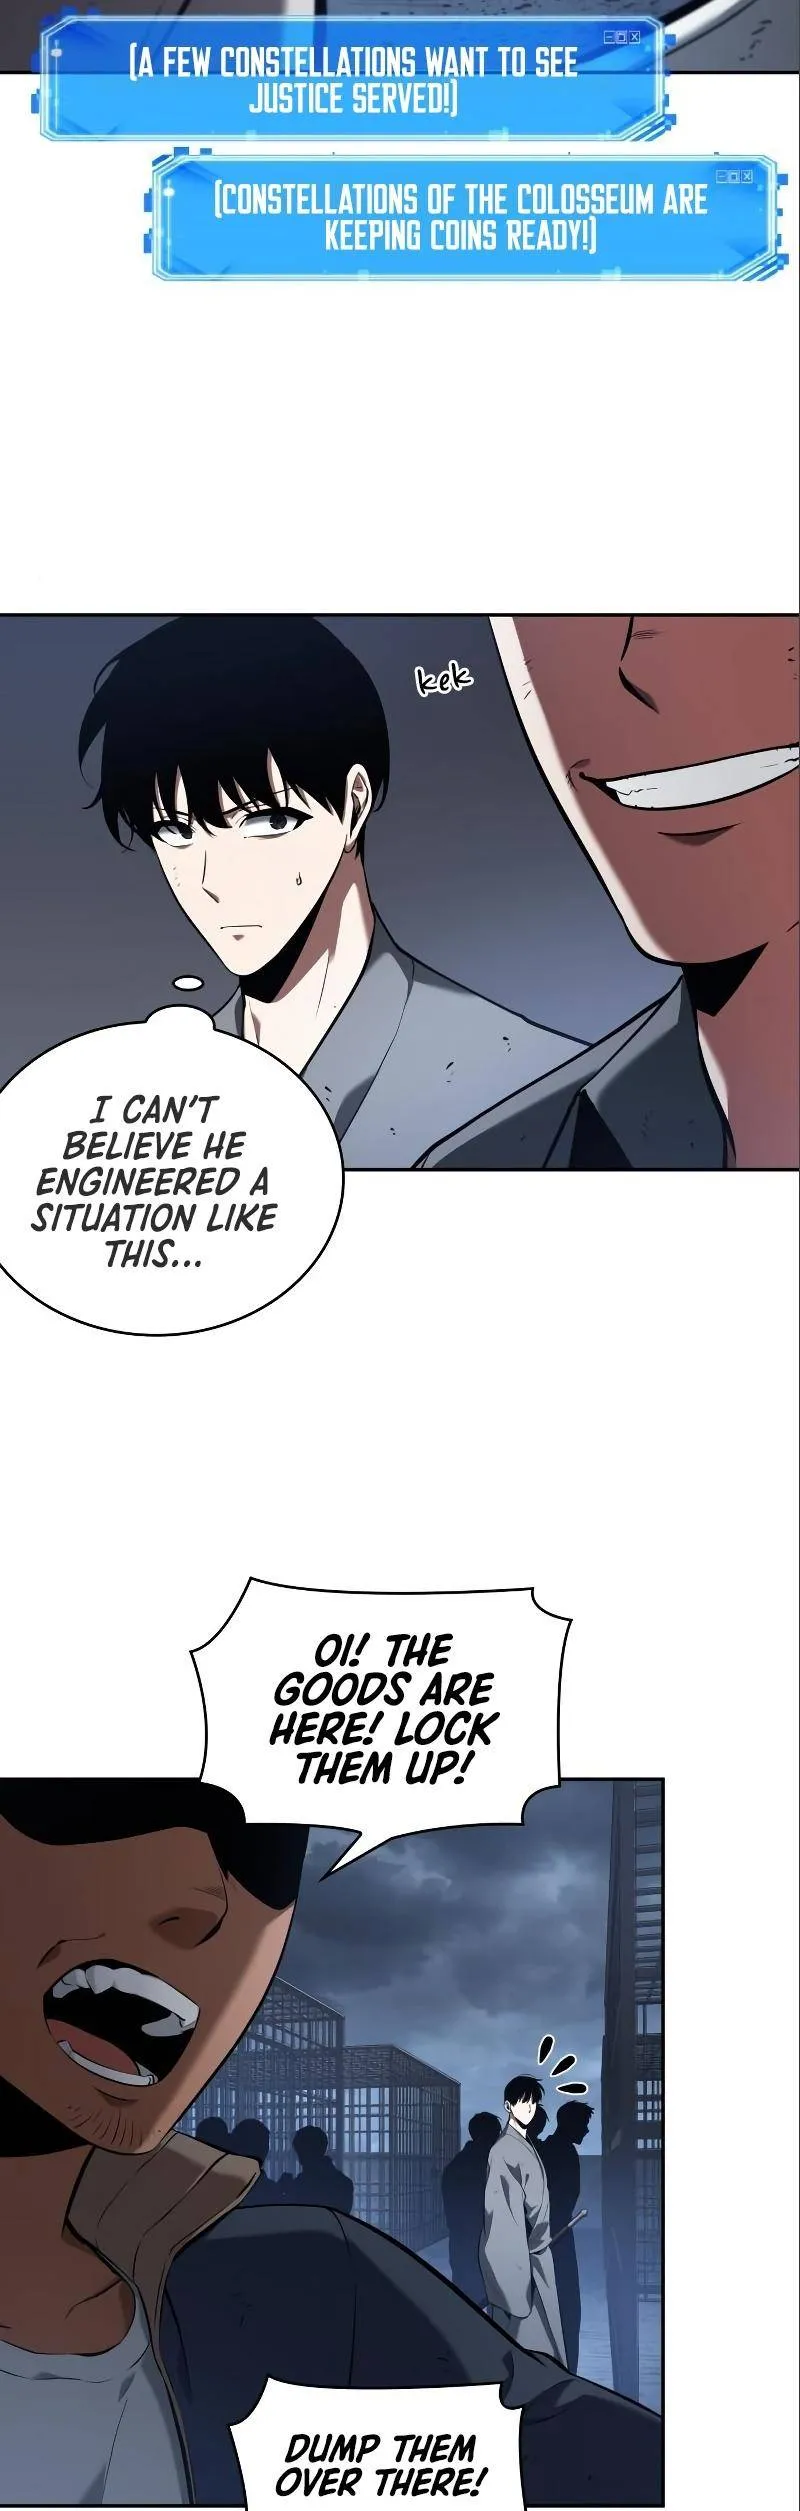 (A FEW CONSTELLATIONS WANT TO SEE
JUSTICE SERVED!)
(CONSTELLATIONS OF THE COLOSSEUM ARE
KEEPING COINS READY!)
kek
I CAN'T
BELIEVE HE
ENGINEERED A
SITUATION LIKE
THIS...
OI! THE
GOODS ARE
HERE! LOCK
THEM UP!
DUMP THEM
OVER THERE!